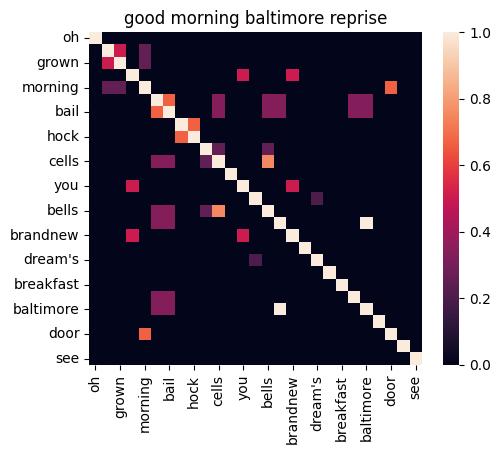 good morning baltimore reprise
oh
grown
morning
bail
hock
cells
you
bells
brandnew
dream's
breakfast
baltimore
door
see
1.0
0.8
0.6
0.4
0.2
0.0
oh
grown
morning
bail
hock
cells
you
bells
brandnew
dream's
breakfast
baltimore
door
see